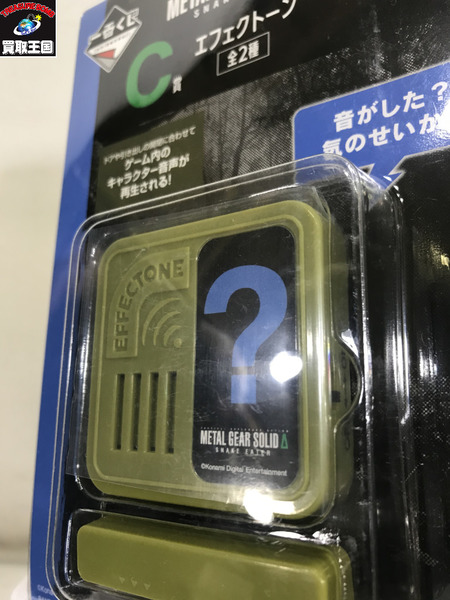 買取王国
一番くじ
METAL
SNAKE
C賞
エフェクトーン
全2種
ドアや引き出しの開閉に合わせて
ゲーム内の
キャラクター音声が
再生される!
音がした?
気のせいか
EFFECTONE
?
METAL GEAR SOLID Δ
SNAKE EATER
©Konami Digital Entertainment